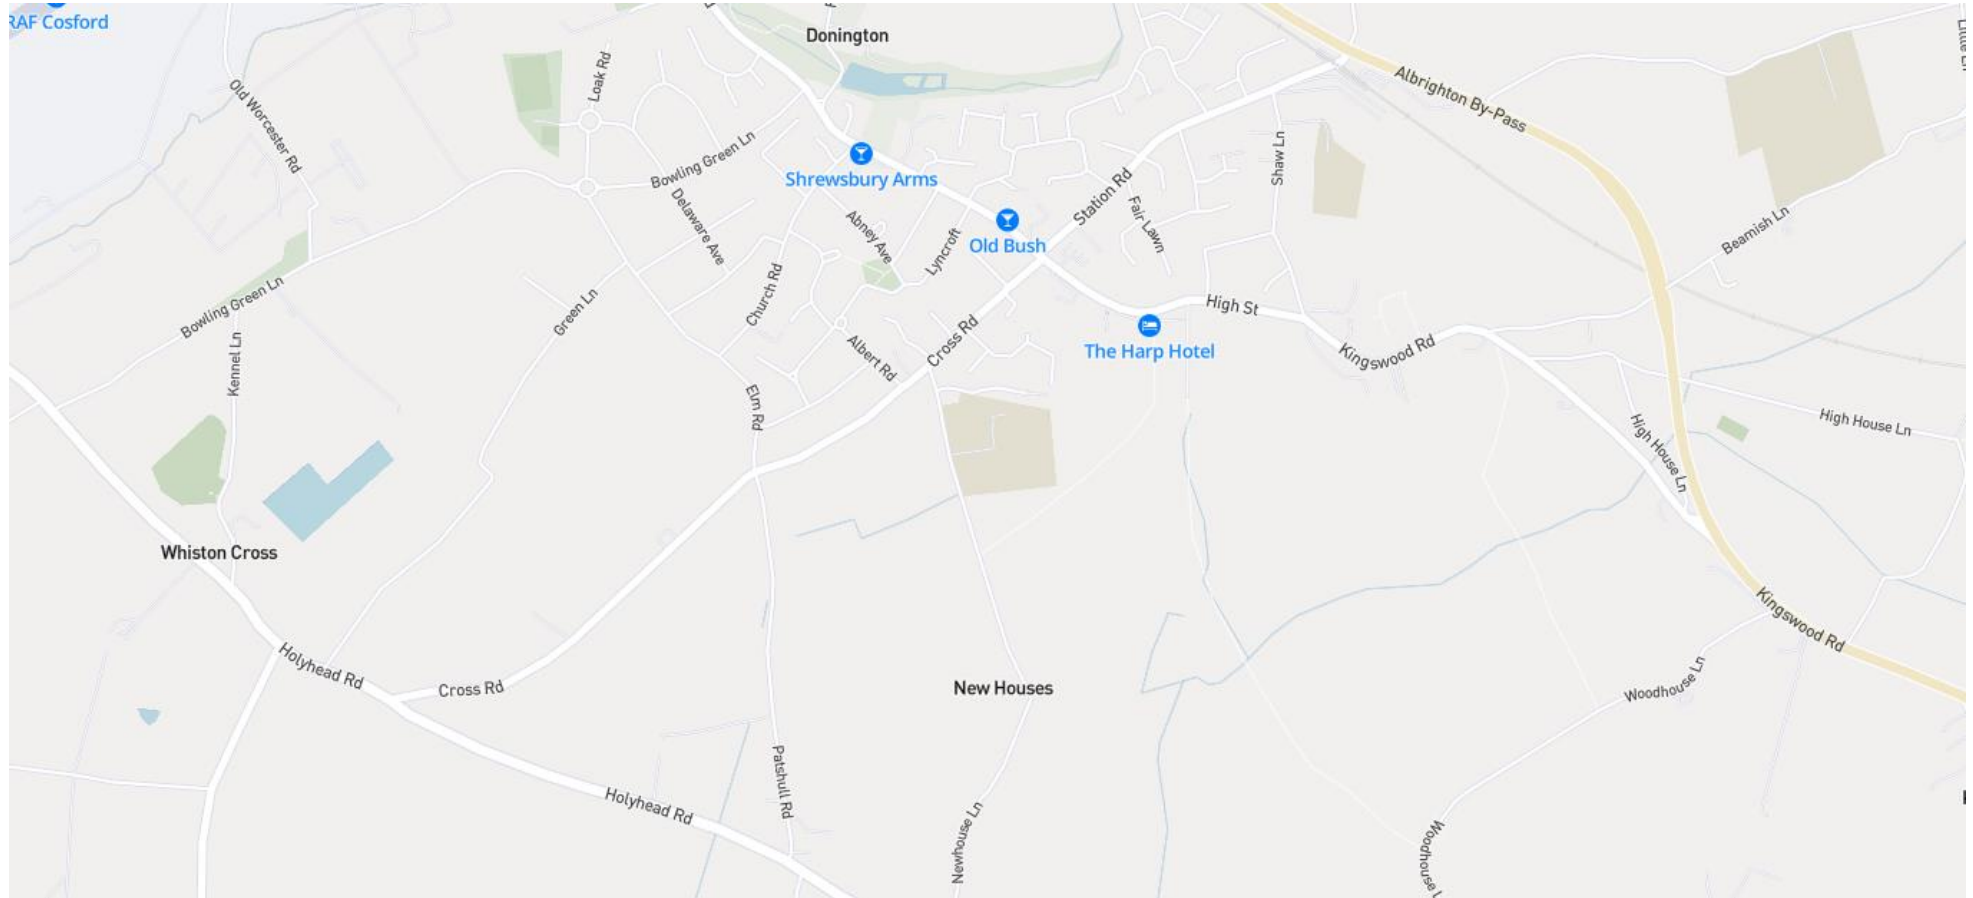 RAF Cosford
Donington
Loak Rd
Old Worcester Rd
Albrighton By-Pass
Bowling Green Ln
Shrewsbury Arms
Shaw Ln
Station Rd
Delaware Ave
Abney Ave
Fair Lawn
Lyncroft
Old Bush
Beamish Ln
Bowling Green Ln
Green Ln
Church Rd
High St
Kennel Ln
Cross Rd
Albert Rd
The Harp Hotel
Kingswood Rd
Elm Rd
High House Ln
High House Ln
Whiston Cross
Kingswood Rd
Holyhead Rd
Cross Rd
New Houses
Woodhouse Ln
Patshull Rd
Holyhead Rd
Newhouse Ln
Woodhouse L